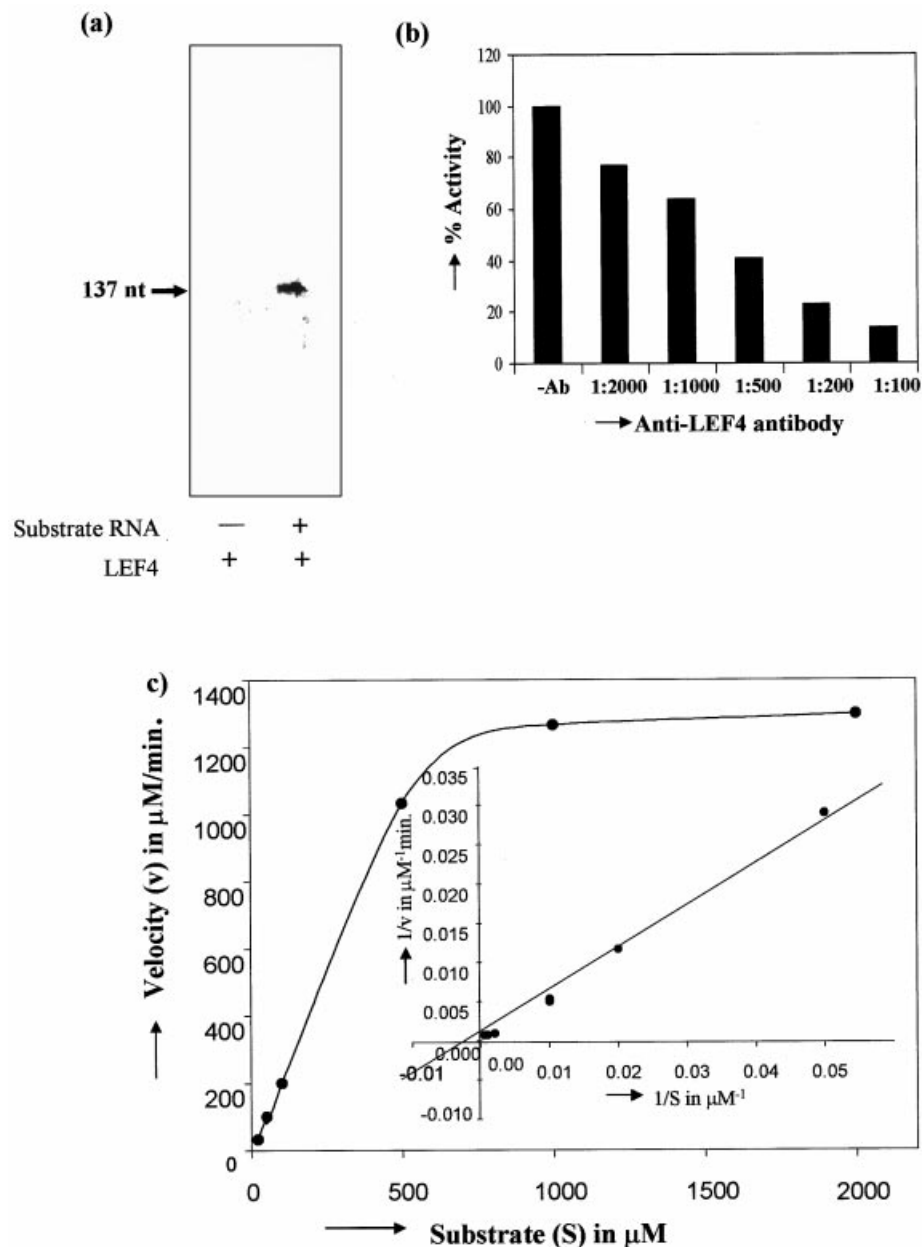 (a)
137 nt
Substrate RNA — +
LEF4 + +
(b)
% Activity
120
100
80
60
40
20
0
-Ab 1:2000 1:1000 1:500 1:200 1:100
Anti-LEF4 antibody
c)
Velocity (v) in µM/min.
1400
1200
1000
800
600
400
200
0
0 500 1000 1500 2000
Substrate (S) in µM
1/v in µM⁻¹min.
0.035
0.030
0.025
0.020
0.015
0.010
0.005
0.000
-0.010
-0.01 0.00 0.01 0.02 0.03 0.04 0.05
1/S in µM⁻¹